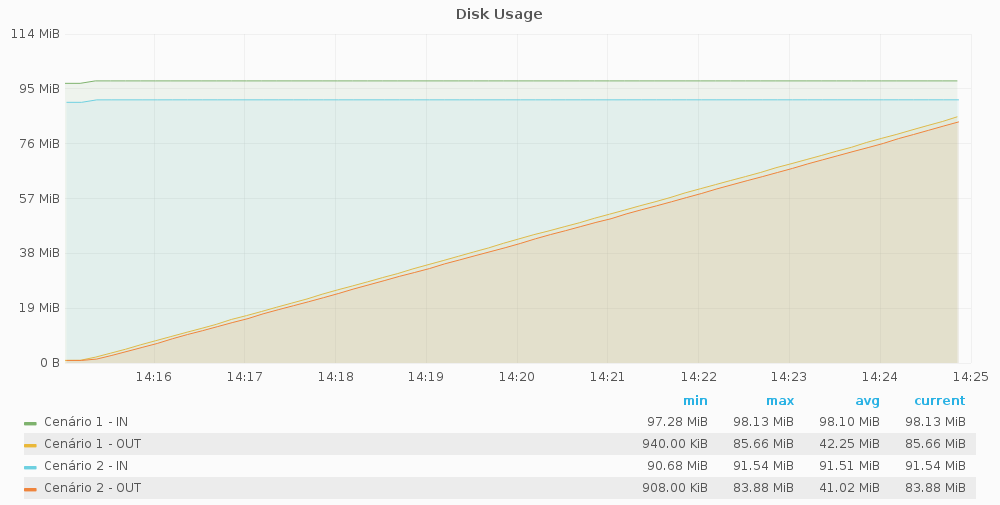 Disk Usage
114 MiB
95 MiB
76 MiB
57 MiB
38 MiB
19 MiB
0 B
14:16 14:17 14:18 14:19 14:20 14:21 14:22 14:23 14:24 14:25
min max avg current
Cenário 1 - IN 97.28 MiB 98.13 MiB 98.10 MiB 98.13 MiB
Cenário 1 - OUT 940.00 KiB 85.66 MiB 42.25 MiB 85.66 MiB
Cenário 2 - IN 90.68 MiB 91.54 MiB 91.51 MiB 91.54 MiB
Cenário 2 - OUT 908.00 KiB 83.88 MiB 41.02 MiB 83.88 MiB